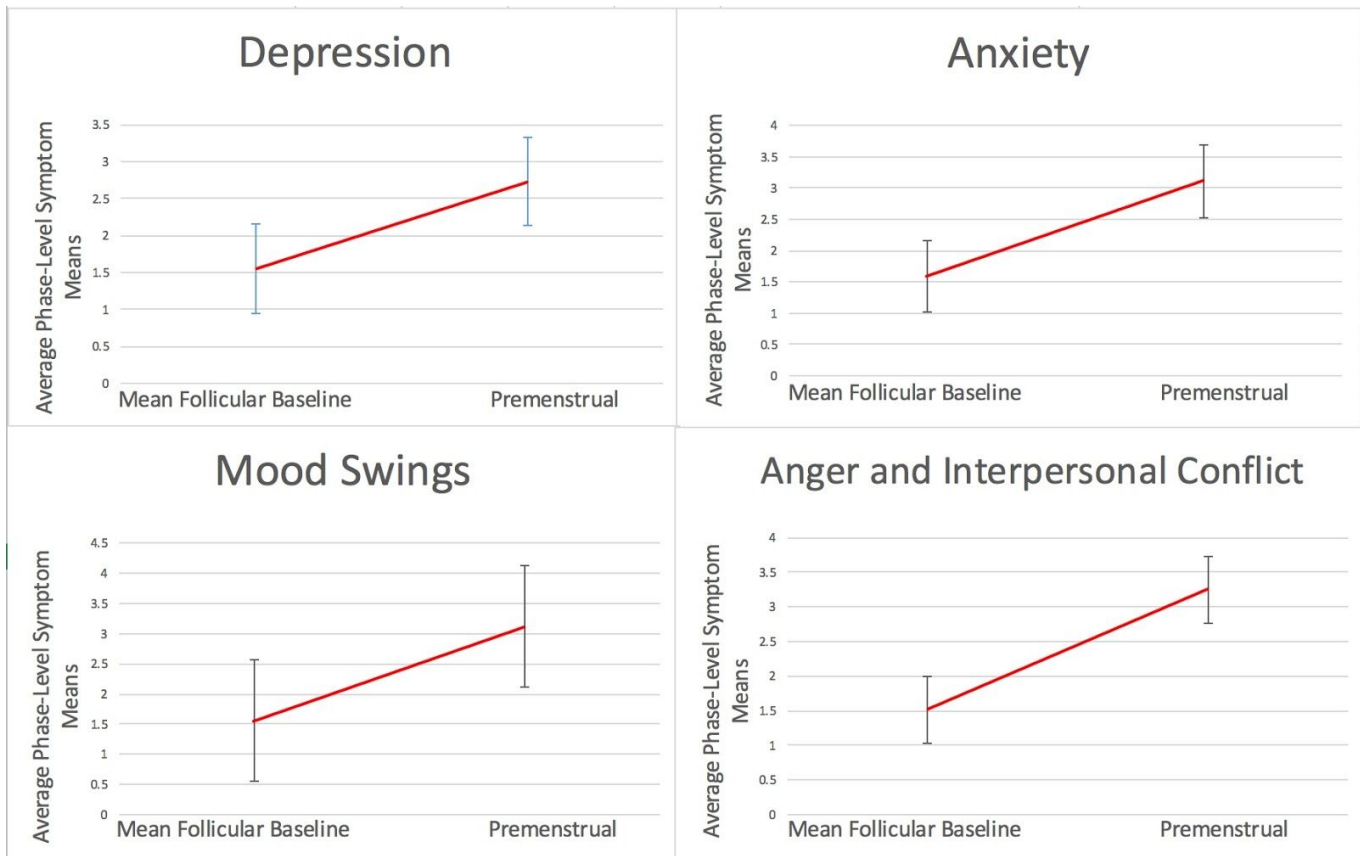 Depression
Average Phase-Level Symptom
Means
3.5
3
2.5
2
1.5
1
0.5
0
Mean Follicular Baseline
Premenstrual
Anxiety
Average Phase-Level Symptom
Means
4
3.5
3
2.5
2
1.5
1
0.5
0
Mean Follicular Baseline
Premenstrual
Mood Swings
Average Phase-Level Symptom
Means
4.5
4
3.5
3
2.5
2
1.5
1
0.5
0
Mean Follicular Baseline
Premenstrual
Anger and Interpersonal Conflict
Average Phase-Level Symptom
Means
4
3.5
3
2.5
2
1.5
1
0.5
0
Mean Follicular Baseline
Premenstrual